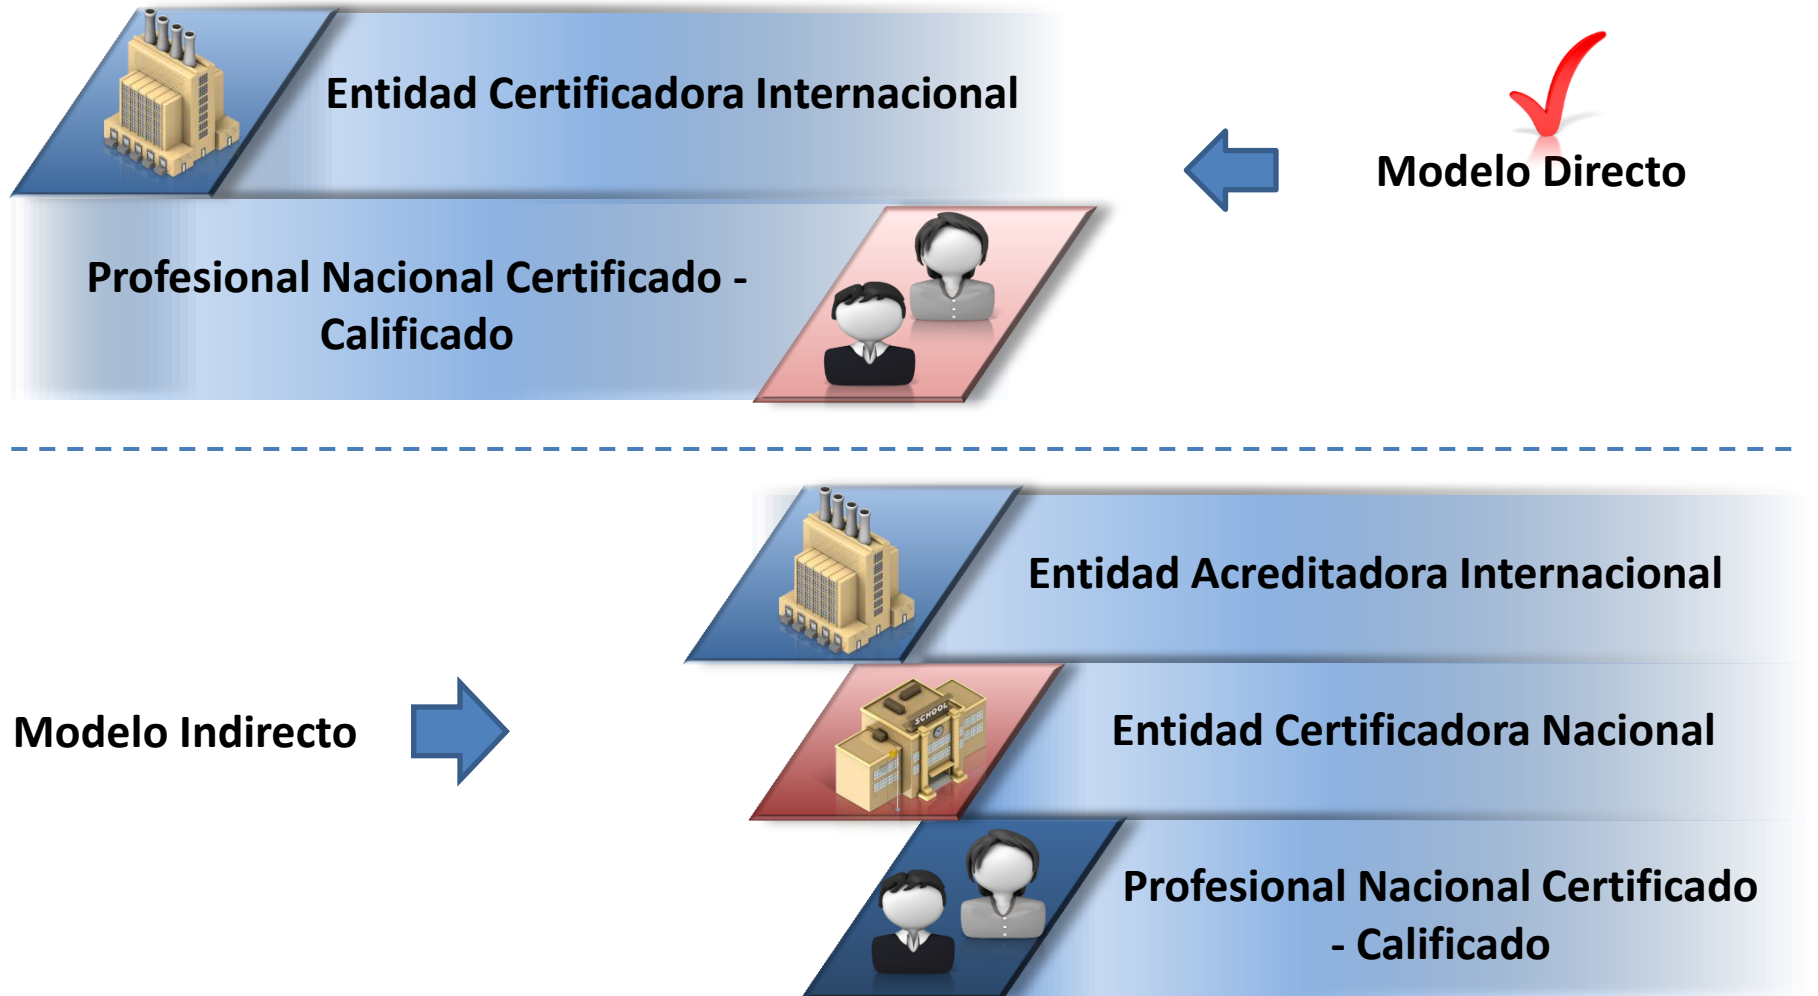 Entidad Certificadora Internacional
Modelo Directo
Profesional Nacional Certificado -
Calificado
Entidad Acreditadora Internacional
Modelo Indirecto
SCHOOL
Entidad Certificadora Nacional
Profesional Nacional Certificado
- Calificado